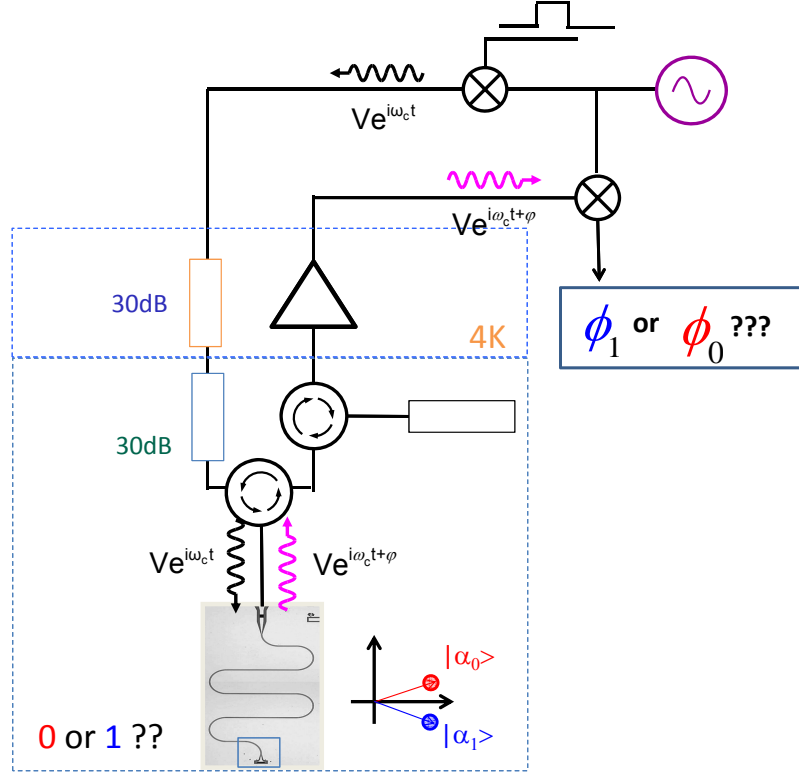 Ve^{iω_c t}
Ve^{iω_c t+φ}
30dB
4K
ϕ_1 or ϕ_0 ???
30dB
Ve^{iω_c t}
Ve^{iω_c t+φ}
|α_0>
|α_1>
0 or 1 ??